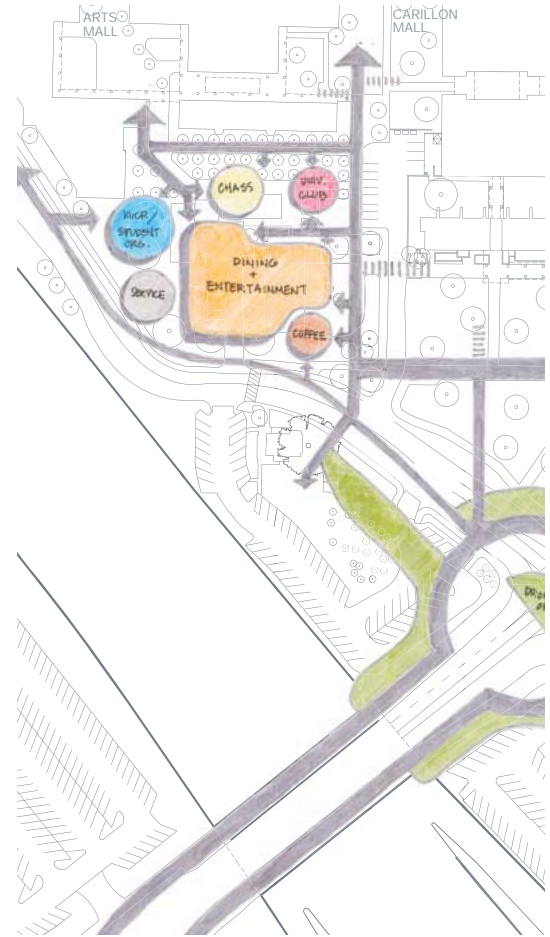 ARTS
MALL
CARILLON
MALL
CHASS
UNIV.
CLUB
KUCR/
STUDENT
ORG.
DINING
+
ENTERTAINMENT
SERVICE
COFFEE